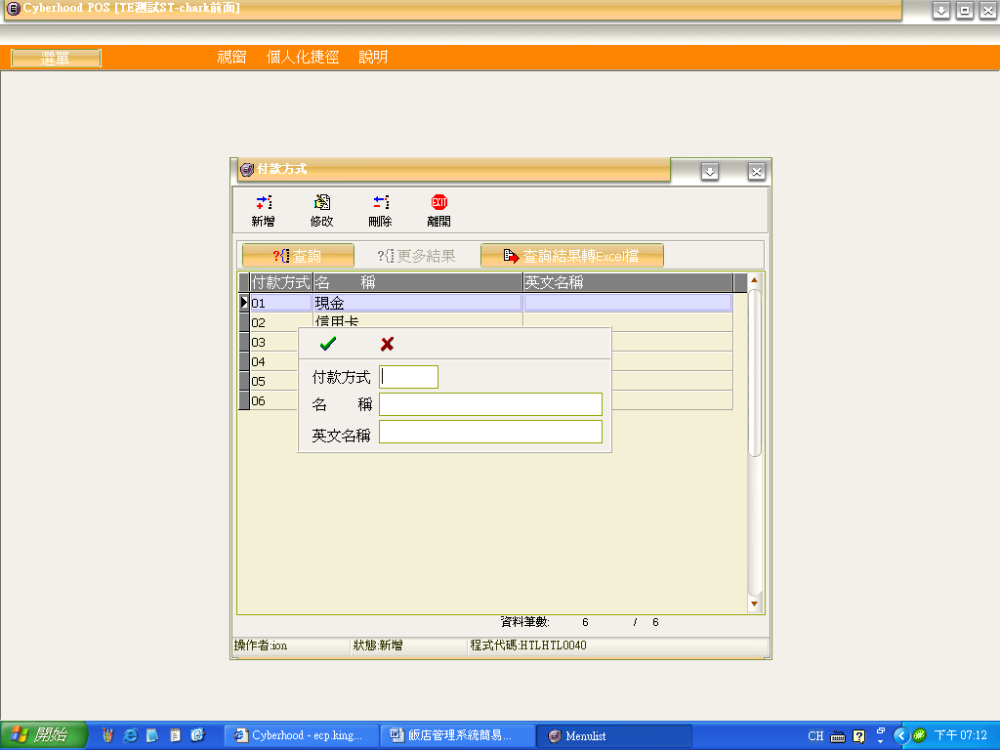 Cyberhood POS [TE測試ST-chark前面]
選單 視窗 個人化捷徑 說明
付款方式
新增 修改 刪除 離開
?{} 查詢 ?{} 更多結果 查詢結果轉Excel檔
付款方式 名 稱 英文名稱
01 現金
02 信用卡
03
04
05
06
付款方式
名 稱
英文名稱
資料筆數: 6 / 6
操作者:ion 狀態:新增 程式代碼:HTLHTL0040
開始 Cyberhood - ecp king... 飯店管理系統簡易... Menulist CH 下午 07:12